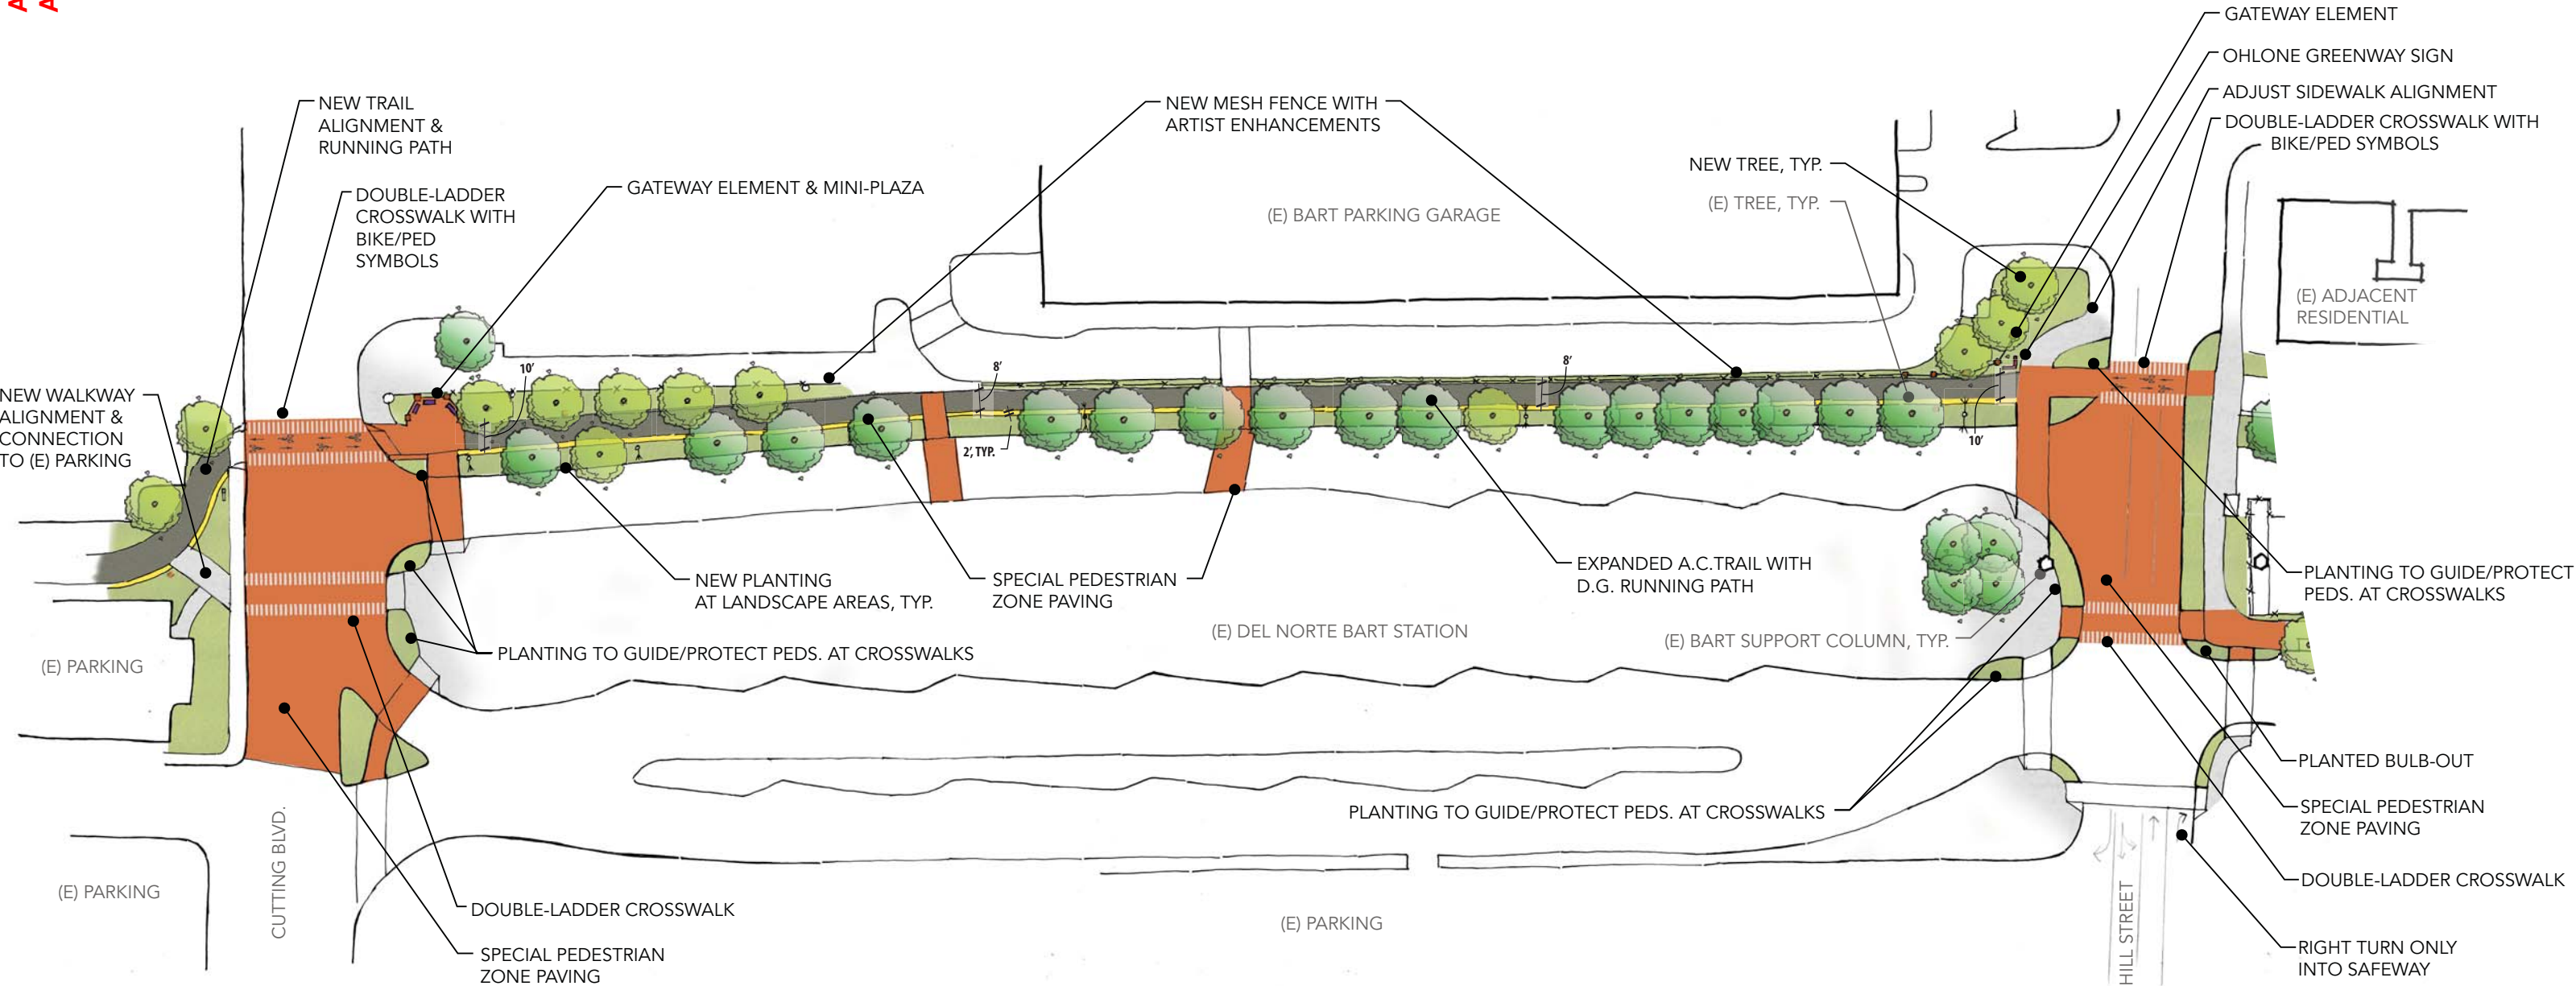 A
A
GATEWAY ELEMENT
OHLONE GREENWAY SIGN
ADJUST SIDEWALK ALIGNMENT
DOUBLE-LADDER CROSSWALK WITH
BIKE/PED SYMBOLS
NEW TRAIL
ALIGNMENT &
RUNNING PATH
DOUBLE-LADDER
CROSSWALK WITH
BIKE/PED
SYMBOLS
GATEWAY ELEMENT & MINI-PLAZA
NEW MESH FENCE WITH
ARTIST ENHANCEMENTS
(E) BART PARKING GARAGE
NEW TREE, TYP.
(E) TREE, TYP.
(E) ADJACENT
RESIDENTIAL
NEW WALKWAY
ALIGNMENT &
CONNECTION
TO (E) PARKING
10'
8'
8'
10'
2', TYP.
NEW PLANTING
AT LANDSCAPE AREAS, TYP.
SPECIAL PEDESTRIAN
ZONE PAVING
EXPANDED A.C.TRAIL WITH
D.G. RUNNING PATH
PLANTING TO GUIDE/PROTECT
PEDS. AT CROSSWALKS
(E) DEL NORTE BART STATION
(E) BART SUPPORT COLUMN, TYP.
PLANTING TO GUIDE/PROTECT PEDS. AT CROSSWALKS
(E) PARKING
PLANTED BULB-OUT
PLANTING TO GUIDE/PROTECT PEDS. AT CROSSWALKS
SPECIAL PEDESTRIAN
ZONE PAVING
(E) PARKING
CUTTING BLVD.
DOUBLE-LADDER CROSSWALK
SPECIAL PEDESTRIAN
ZONE PAVING
(E) PARKING
HILL STREET
DOUBLE-LADDER CROSSWALK
RIGHT TURN ONLY
INTO SAFEWAY